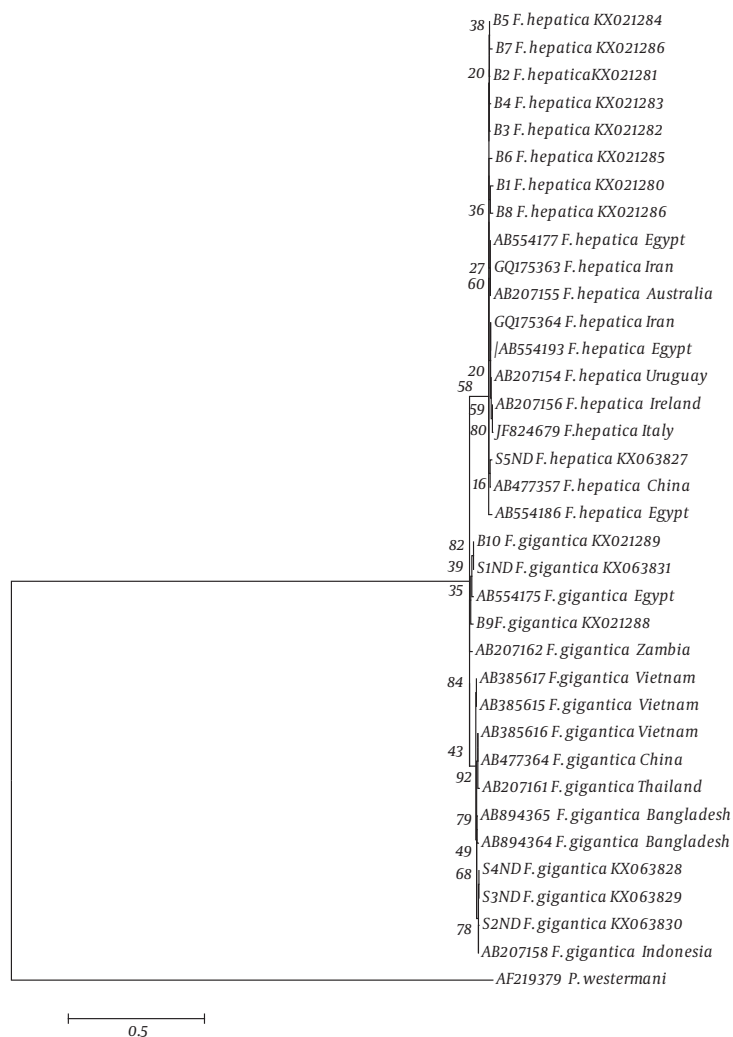 38
B5 F. hepatica KX021284
B7 F. hepatica KX021286
20
B2 F. hepaticaKX021281
B4 F. hepatica KX021283
B3 F. hepatica KX021282
B6 F. hepatica KX021285
B1 F. hepatica KX021280
36
B8 F. hepatica KX021286
AB554177 F. hepatica Egypt
27
GQ175363 F. hepatica Iran
60
AB207155 F. hepatica Australia
GQ175364 F. hepatica Iran
/AB554193 F. hepatica Egypt
20
AB207154 F. hepatica Uruguay
58
59
AB207156 F. hepatica Ireland
80
JF824679 F.hepatica Italy
S5ND F. hepatica KX063827
16
AB477357 F. hepatica China
AB554186 F. hepatica Egypt
82
B10 F. gigantica KX021289
39
S1ND F. gigantica KX063831
35
AB554175 F. gigantica Egypt
B9F. gigantica KX021288
AB207162 F. gigantica Zambia
84
AB385617 F.gigantica Vietnam
AB385615 F. gigantica Vietnam
AB385616 F. gigantica Vietnam
43
AB477364 F. gigantica China
92
AB207161 F. gigantica Thailand
79
AB894365 F. gigantica Bangladesh
AB894364 F. gigantica Bangladesh
49
68
S4ND F. gigantica KX063828
S3ND F. gigantica KX063829
78
S2ND F. gigantica KX063830
AB207158 F. gigantica Indonesia
AF219379 P. westermani
0.5